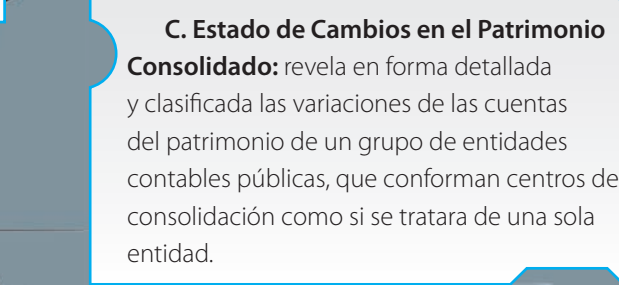 C. Estado de Cambios en el Patrimonio
Consolidado: revela en forma detallada
y clasificada las variaciones de las cuentas
del patrimonio de un grupo de entidades
contables públicas, que conforman centros de
consolidación como si se tratara de una sola
entidad.